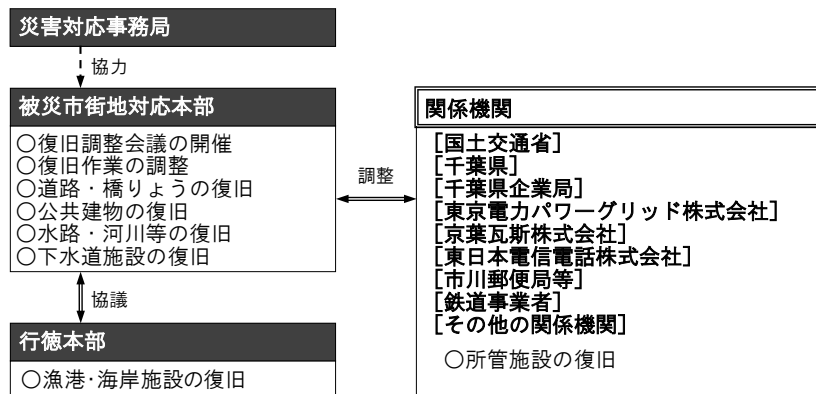 災害対応事務局
協力
被災市街地対応本部
○復旧調整会議の開催
○復旧作業の調整
○道路・橋りょうの復旧
○公共建物の復旧
○水路・河川等の復旧
○下水道施設の復旧
協議
行徳本部
○漁港・海岸施設の復旧
調整
関係機関
[国土交通省]
[千葉県]
[千葉県企業局]
[東京電力パワーグリッド株式会社]
[京葉瓦斯株式会社]
[東日本電信電話株式会社]
[市川郵便局等]
[鉄道事業者]
[その他の関係機関]
○所管施設の復旧